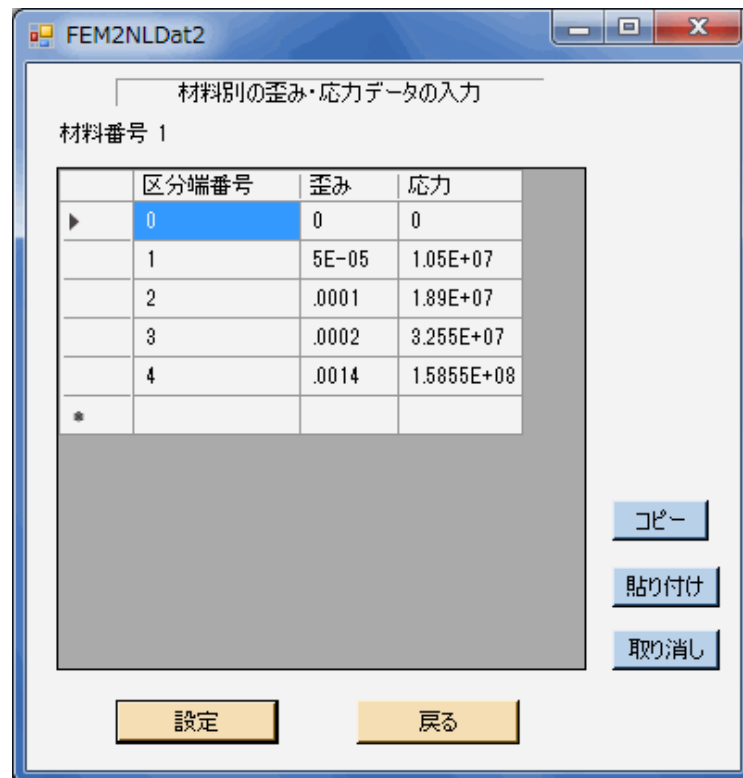 FEM2NLDat2
材料別の歪み・応力データの入力
材料番号 1
区分端番号 歪み 応力
0 0 0
1 5E-05 1.05E+07
2 .0001 1.89E+07
3 .0002 3.255E+07
4 .0014 1.5855E+08
コピー
貼り付け
取り消し
設定 戻る